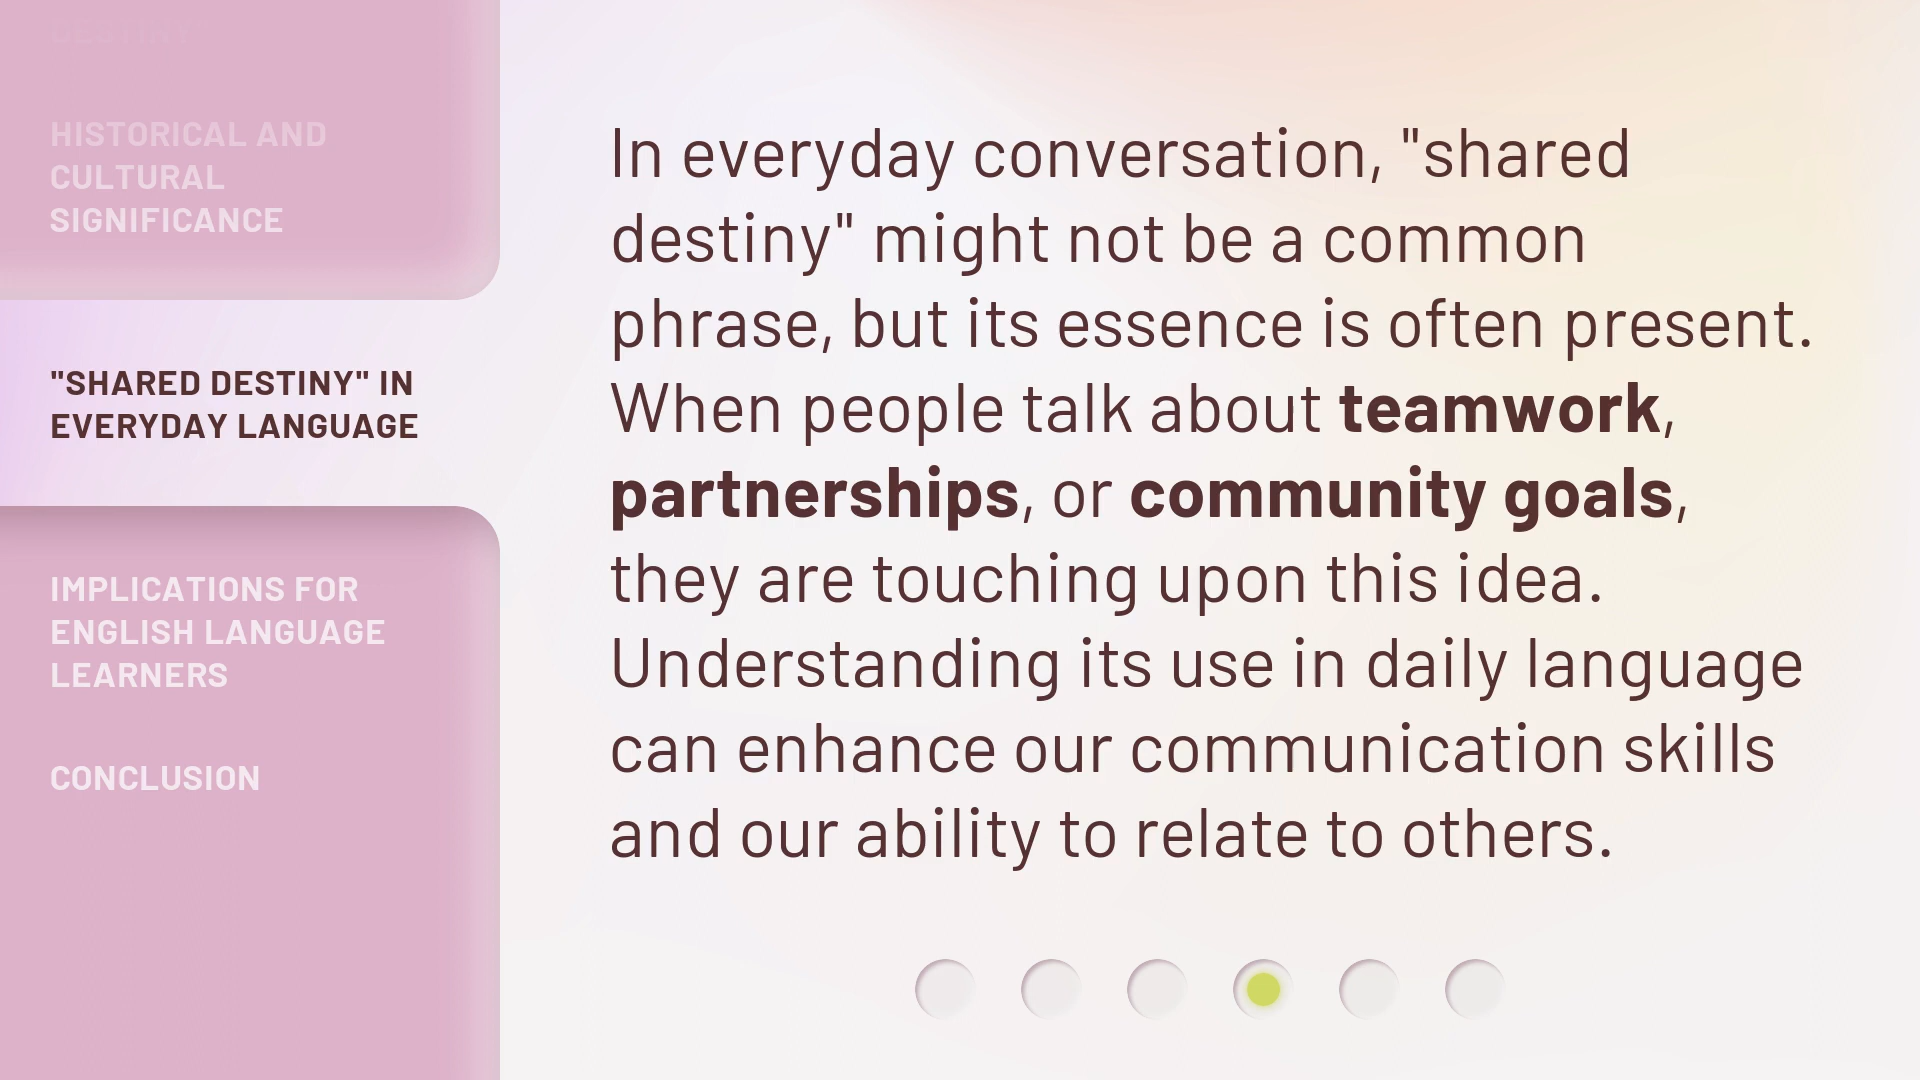 DESTINY
HISTORICAL AND
CULTURAL
SIGNIFICANCE
"SHARED DESTINY" IN
EVERYDAY LANGUAGE
IMPLICATIONS FOR
ENGLISH LANGUAGE
LEARNERS
CONCLUSION
In everyday conversation, "shared
destiny" might not be a common
phrase, but its essence is often present.
When people talk about teamwork,
partnerships, or community goals,
they are touching upon this idea.
Understanding its use in daily language
can enhance our communication skills
and our ability to relate to others.